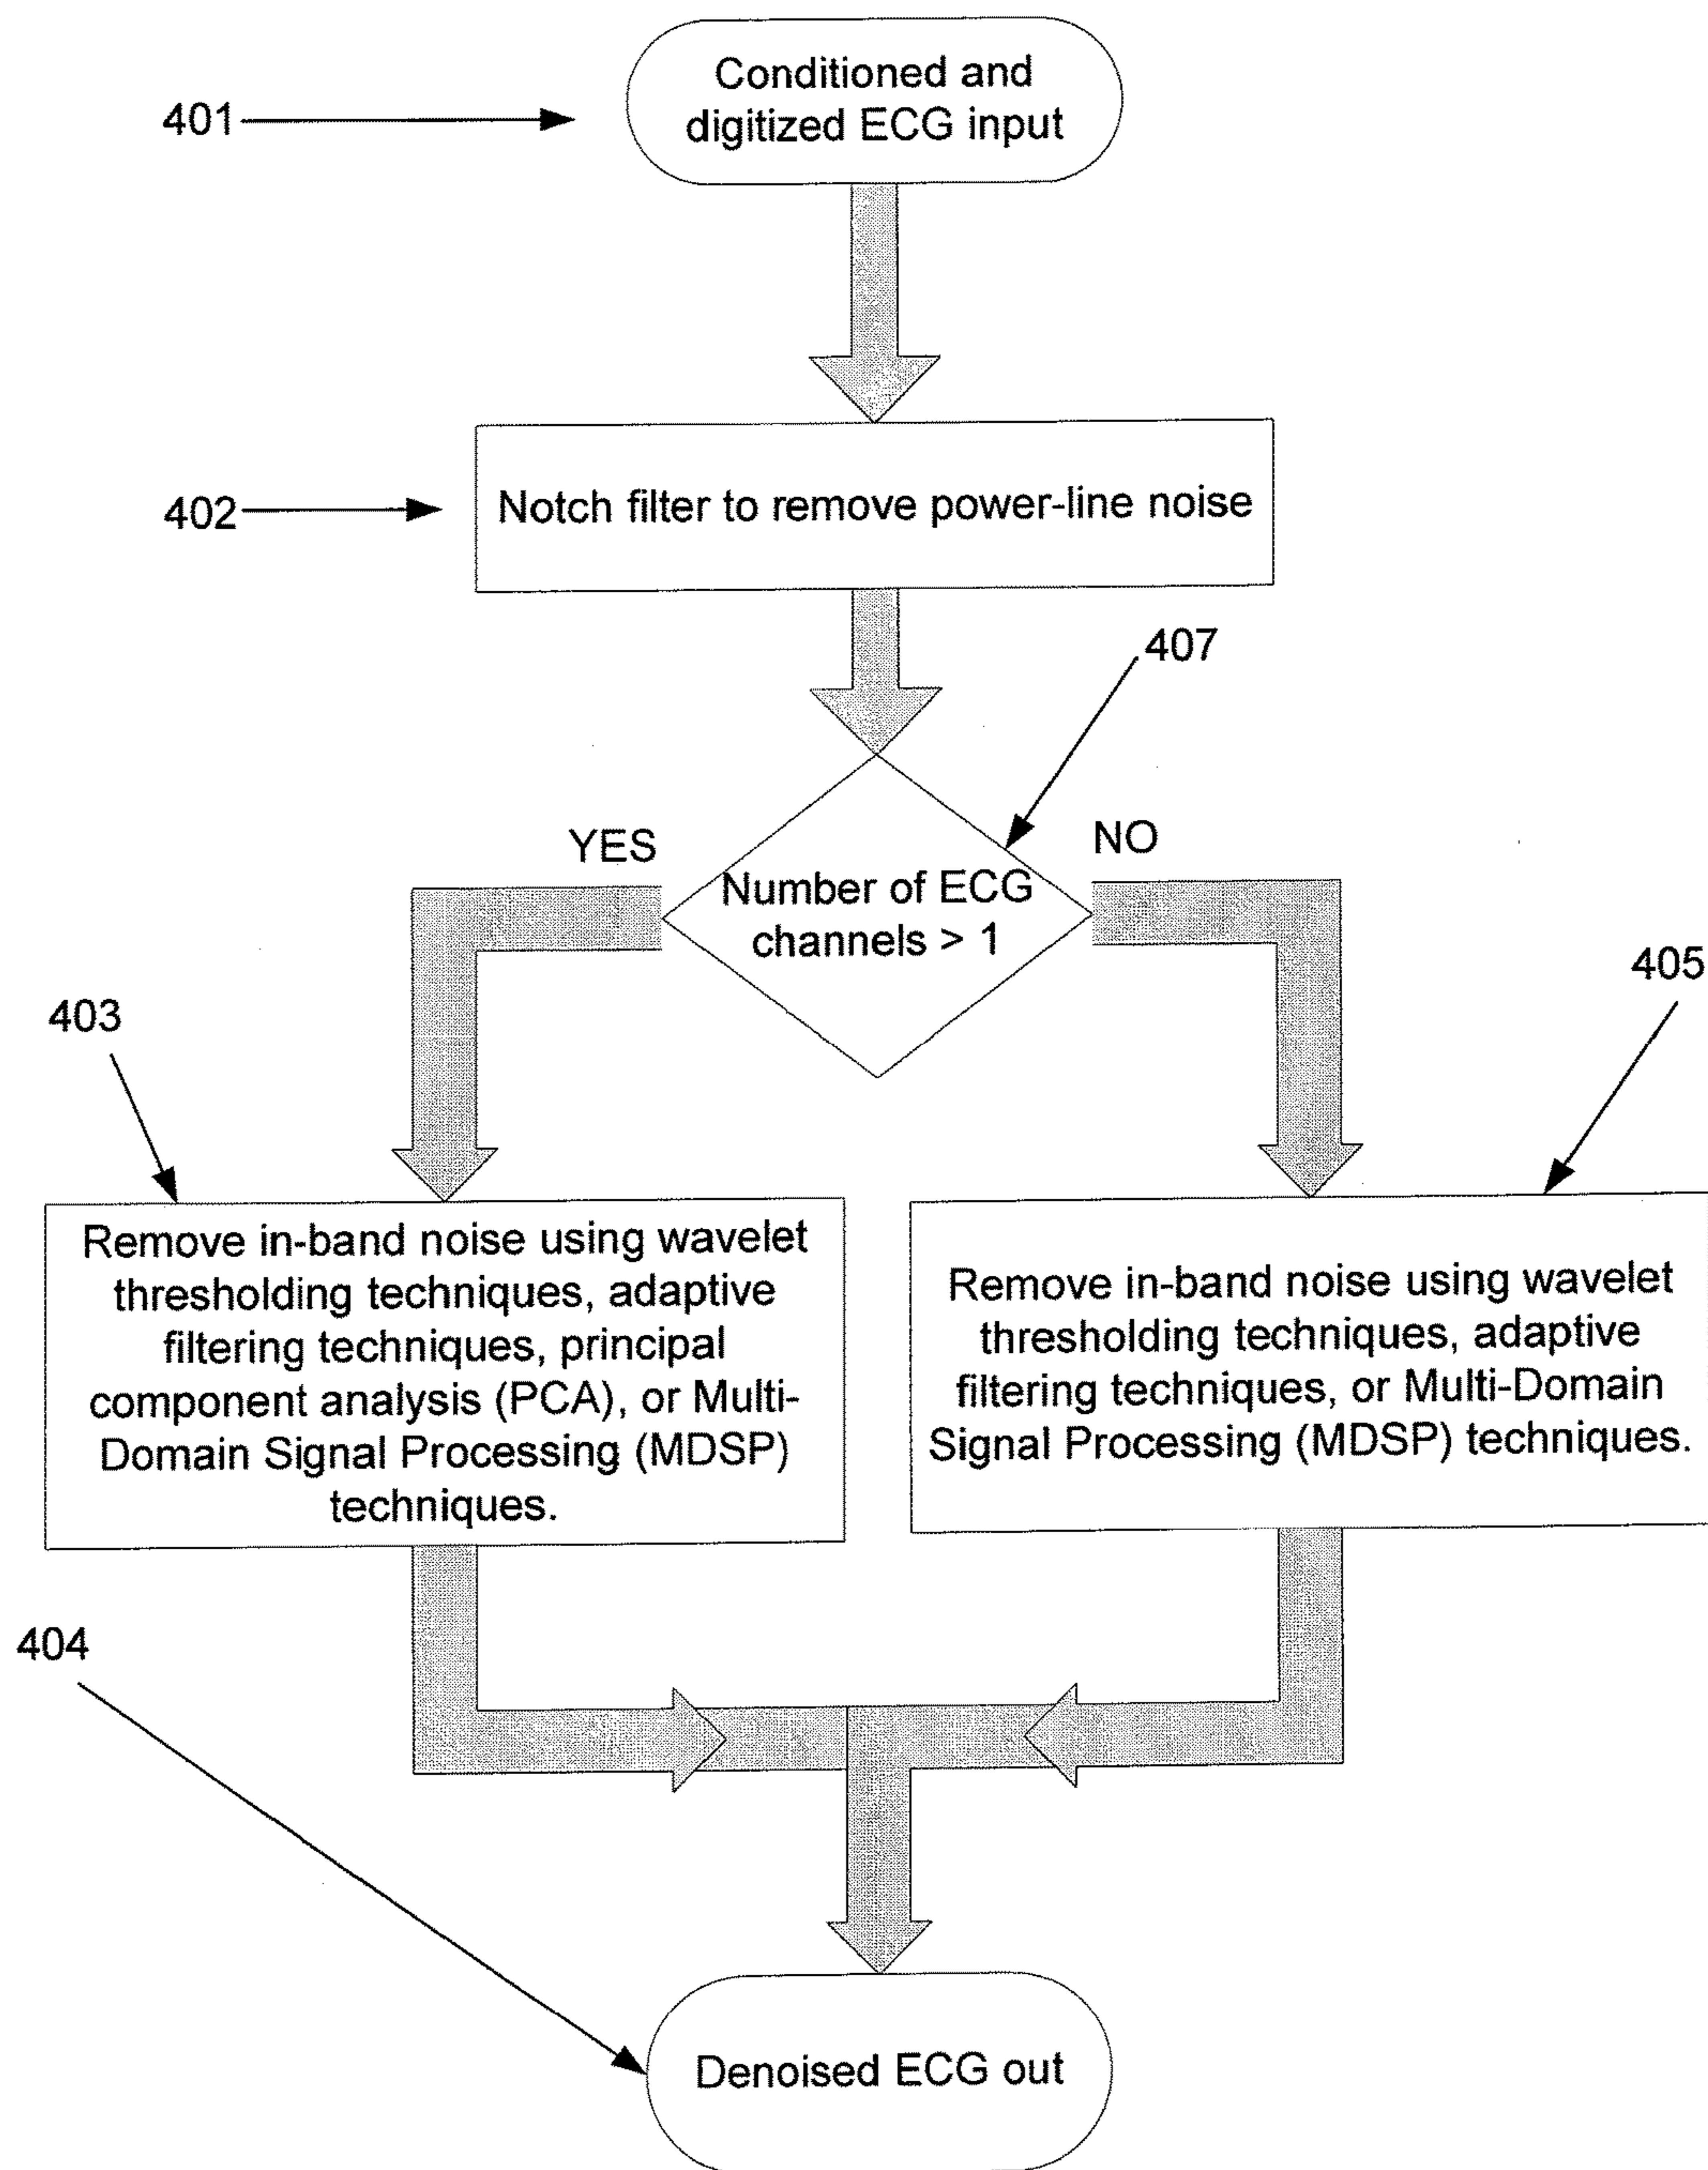 Conditioned and
digitized ECG input
401
Notch filter to remove power-line noise
402
407
YES
NO
Number of ECG
channels > 1
405
403
Remove in-band noise using wavelet
thresholding techniques, adaptive
filtering techniques, principal
component analysis (PCA), or Multi-
Domain Signal Processing (MDSP)
techniques.
Remove in-band noise using wavelet
thresholding techniques, adaptive
filtering techniques, or Multi-Domain
Signal Processing (MDSP) techniques.
404
Denoised ECG out